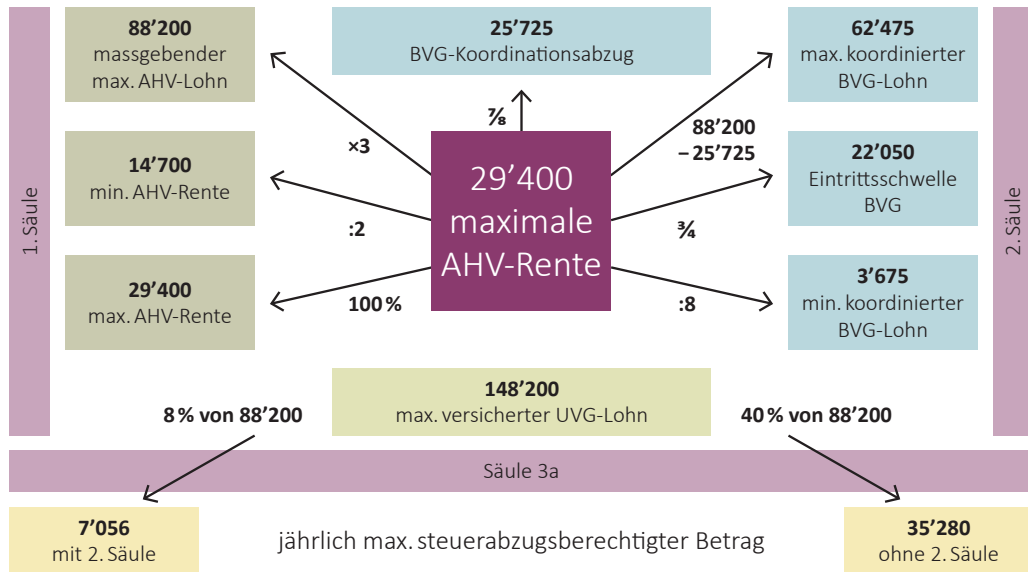 1. Säule
88’200
massgebender
max. AHV-Lohn
14’700
min. AHV-Rente
29’400
max. AHV-Rente
×3
:2
100 %
25’725
BVG-Koordinationsabzug
⅞
29’400
maximale
AHV-Rente
88’200
– 25’725
¾
:8
62’475
max. koordinierter
BVG-Lohn
22’050
Eintrittsschwelle
BVG
3’675
min. koordinierter
BVG-Lohn
2. Säule
8 % von 88’200
148’200
max. versicherter UVG-Lohn
40 % von 88’200
Säule 3a
7’056
mit 2. Säule
jährlich max. steuerabzugsberechtigter Betrag
35’280
ohne 2. Säule